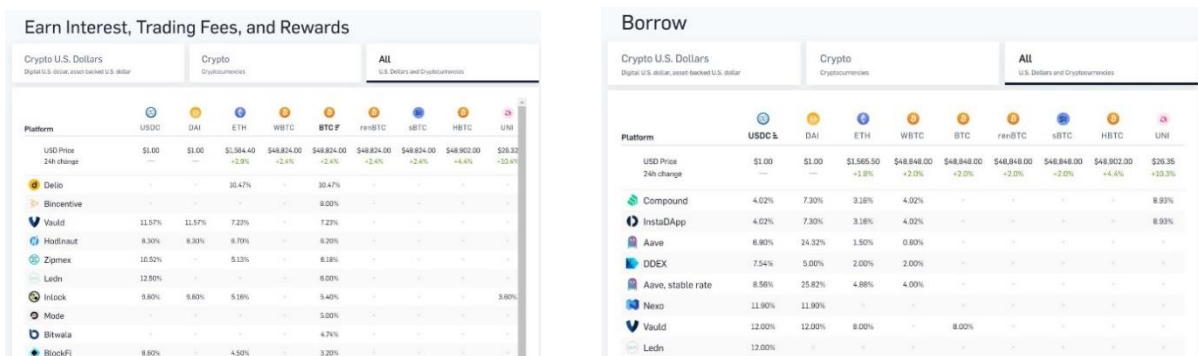 Earn Interest, Trading Fees, and Rewards
Crypto U.S. Dollars
Digital U.S. dollar, asset-backed U.S. dollar
Crypto
Cryptocurrencies
All
U.S. Dollars and Cryptocurrencies
Platform USDC DAI ETH WBTC BTC renBTC sBTC HBTC UNI
USD Price $1.00 $1.00 $1,584.40 $48,824.00 $48,824.00 $48,824.00 $48,824.00 $48,902.00 $26.32
24h change — — +2.9% +2.4% +2.4% +2.4% +2.4% +4.4% +10.6%
Delio - - 10.47% - 10.47% - - - -
Bincentive - - - - 8.00% - - - -
Vauld 11.57% 11.57% 7.23% - 7.23% - - - -
Hodlnaut 8.30% 8.30% 6.70% - 6.20% - - - -
Zipmex 10.52% - 5.13% - 6.18% - - - -
Ledn 12.50% - - - 6.00% - - - -
Inlock 9.60% 9.60% 5.16% - 5.40% - - - 3.60%
Mode - - - - 5.00% - - - -
Bitwala - - - - 4.74% - - - -
BlockFi 8.60% - 4.50% - 3.20% - - - -
Borrow
Crypto U.S. Dollars
Digital U.S. dollar, asset-backed U.S. dollar
Crypto
Cryptocurrencies
All
U.S. Dollars and Cryptocurrencies
Platform USDC DAI ETH WBTC BTC renBTC sBTC HBTC UNI
USD Price $1.00 $1.00 $1,565.50 $48,848.00 $48,848.00 $48,848.00 $48,848.00 $48,902.00 $26.35
24h change — — +1.8% +2.0% +2.0% +2.0% +2.0% +4.4% +10.3%
Compound 4.02% 7.30% 3.16% 4.02% - - - - 8.93%
InstaDApp 4.02% 7.30% 3.16% 4.02% - - - - 8.93%
Aave 6.90% 24.32% 1.50% 0.80% - - - - -
DDEX 7.54% 5.00% 2.00% 2.00% - - - - -
Aave, stable rate 8.56% 25.82% 4.88% 4.00% - - - - -
Nexo 11.90% 11.90% - - - - - - -
Vauld 12.00% 12.00% 8.00% - 8.00% - - - -
Ledn 12.00% - - - - - - - -